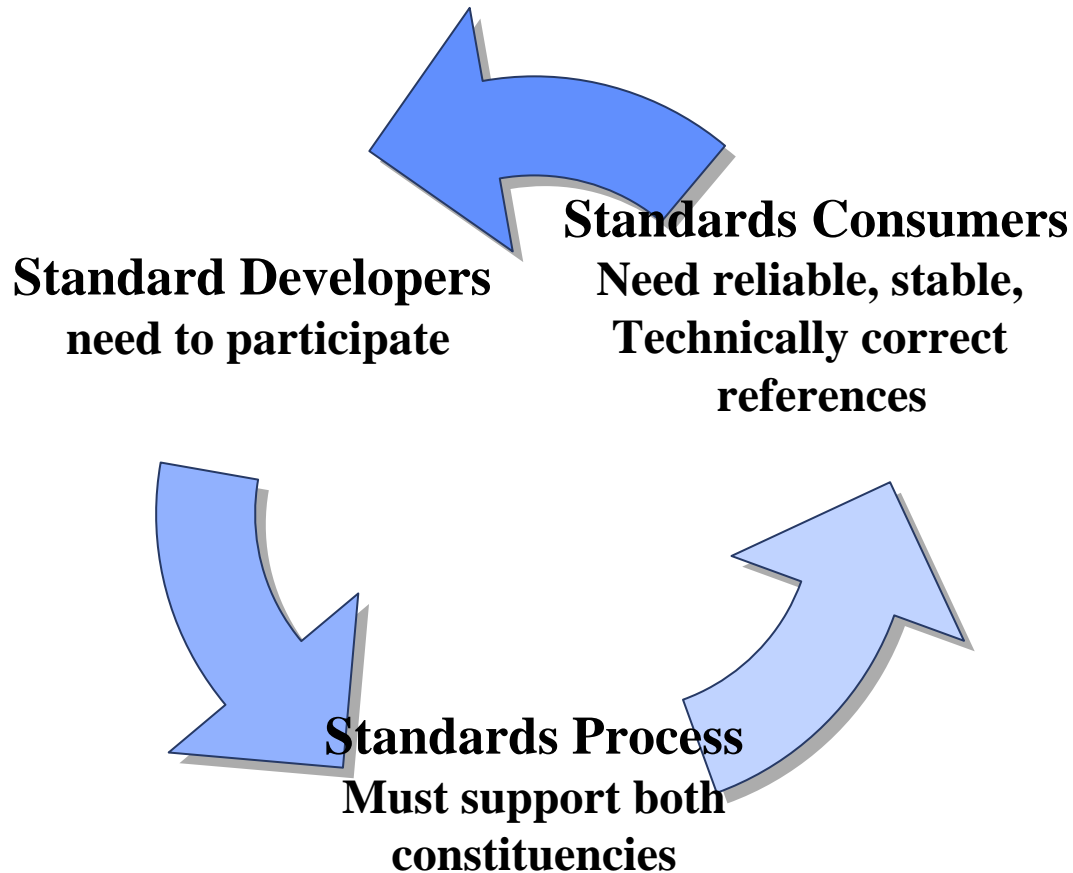 Standard Developers
need to participate
Standards Consumers
Need reliable, stable,
Technically correct
references
Standards Process
Must support both
constituencies